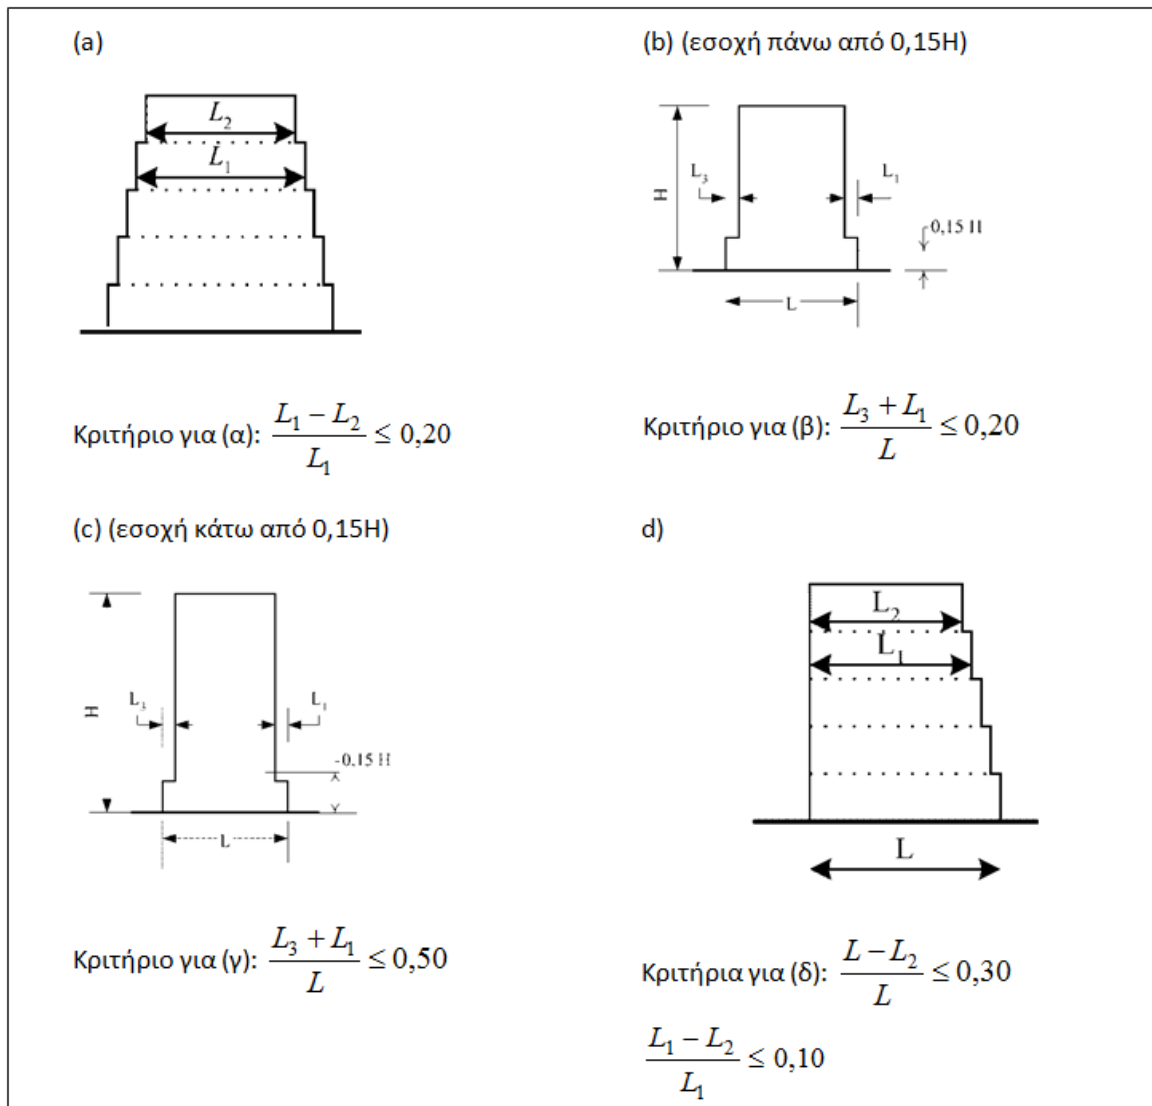 (a)
L₂
L₁
Κριτήριο για (α): (L₁ − L₂) / L₁ ≤ 0,20
(b) (εσοχή πάνω από 0,15H)
H
L₃
L₁
0,15 H
L
Κριτήριο για (β): (L₃ + L₁) / L ≤ 0,20
(c) (εσοχή κάτω από 0,15H)
H
L₃
L₁
-0,15 H
L
Κριτήριο για (γ): (L₃ + L₁) / L ≤ 0,50
d)
L₂
L₁
L
Κριτήρια για (δ): (L − L₂) / L ≤ 0,30
(L₁ − L₂) / L₁ ≤ 0,10